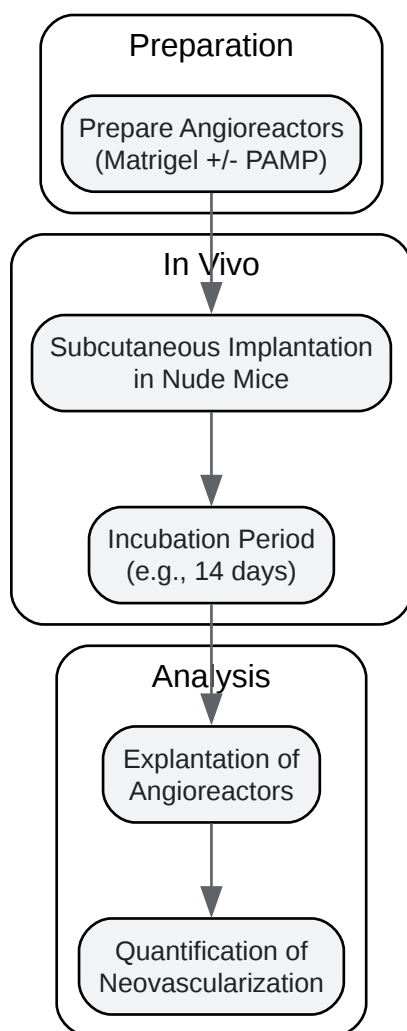 Preparation
Prepare Angioreactors
(Matrigel +/- PAMP)
In Vivo
Subcutaneous Implantation
in Nude Mice
Incubation Period
(e.g., 14 days)
Analysis
Explantation of
Angioreactors
Quantification of
Neovascularization